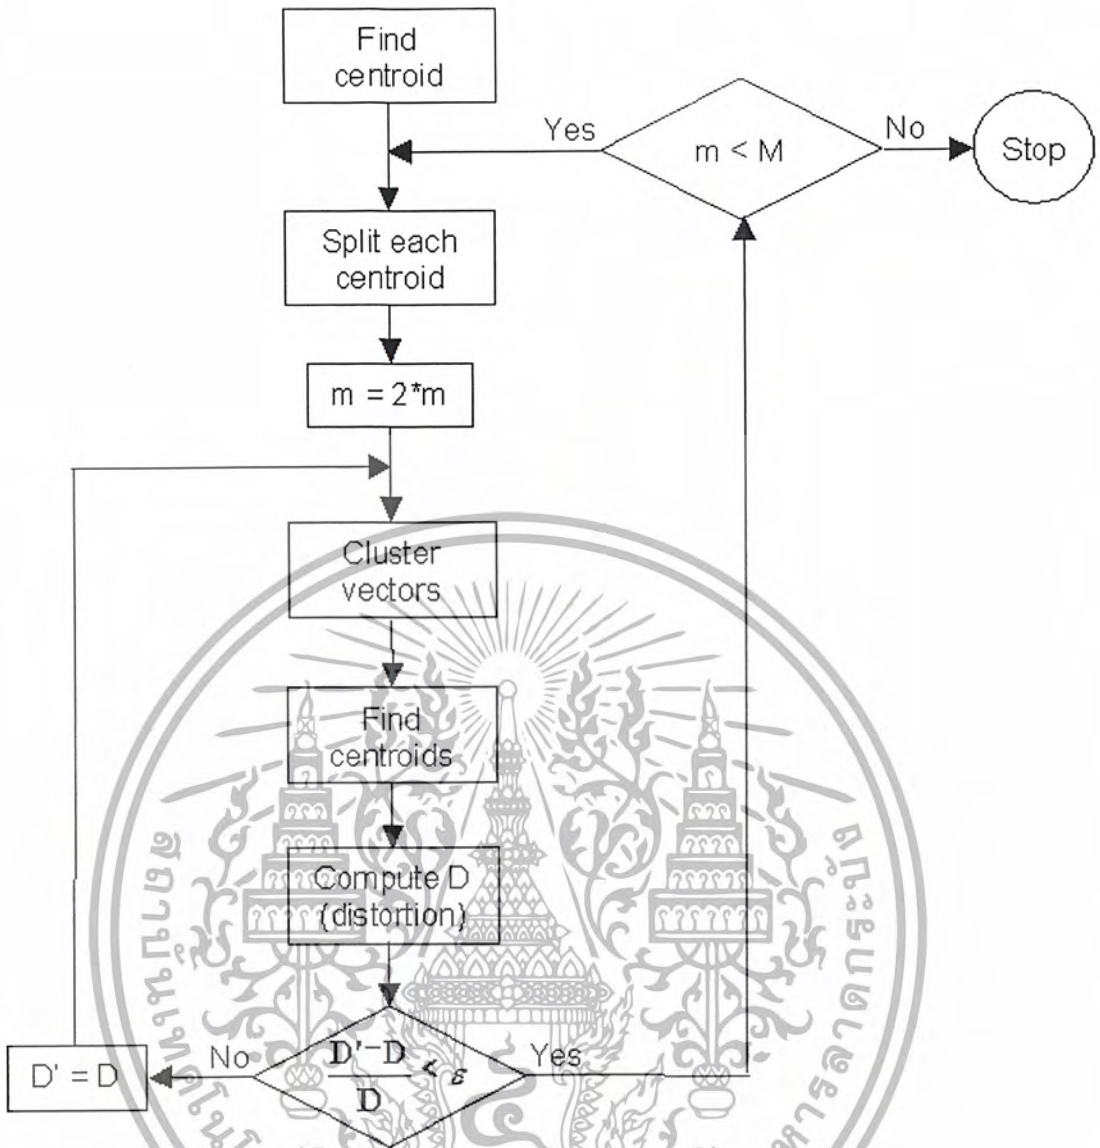 Find
centroid
Yes
m < M
No
Stop
Split each
centroid
m = 2*m
Cluster
vectors
Find
centroids
Compute D
(distortion)
D' = D
No
D'-D
D
< ε
Yes